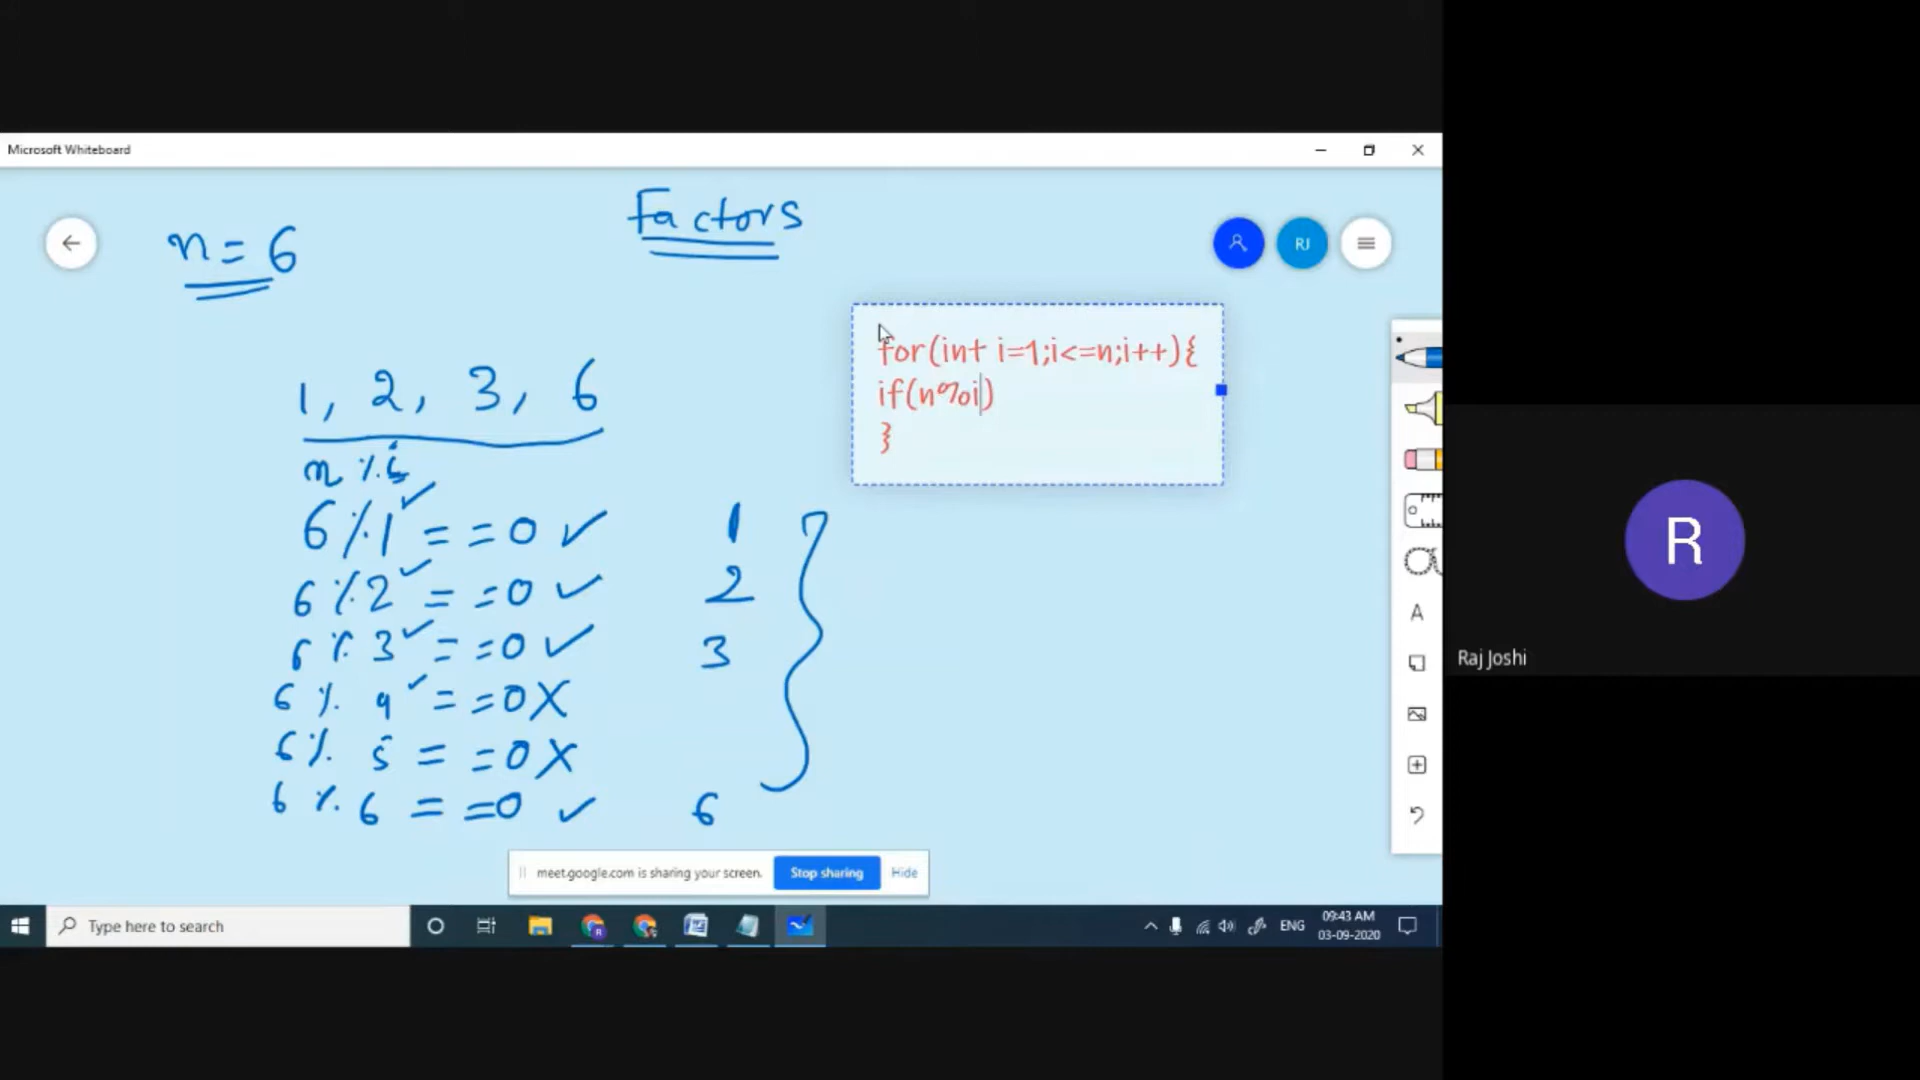 Microsoft Whiteboard
Factors
n = 6
RJ
for(int i=1;i<=n;i++){
if(n%i)
}
1, 2, 3, 6
n % i
6 % 1 = = 0 ✓ 1
6 % 2 = = 0 ✓ 2
6 % 3 = = 0 ✓ 3
6 % 4 = = 0 X
6 % 5 = = 0 X
6 % 6 = = 0 ✓ 6
A
R
Raj Joshi
meet.google.com is sharing your screen. Stop sharing Hide
Type here to search
ENG
09:43 AM
03-09-2020